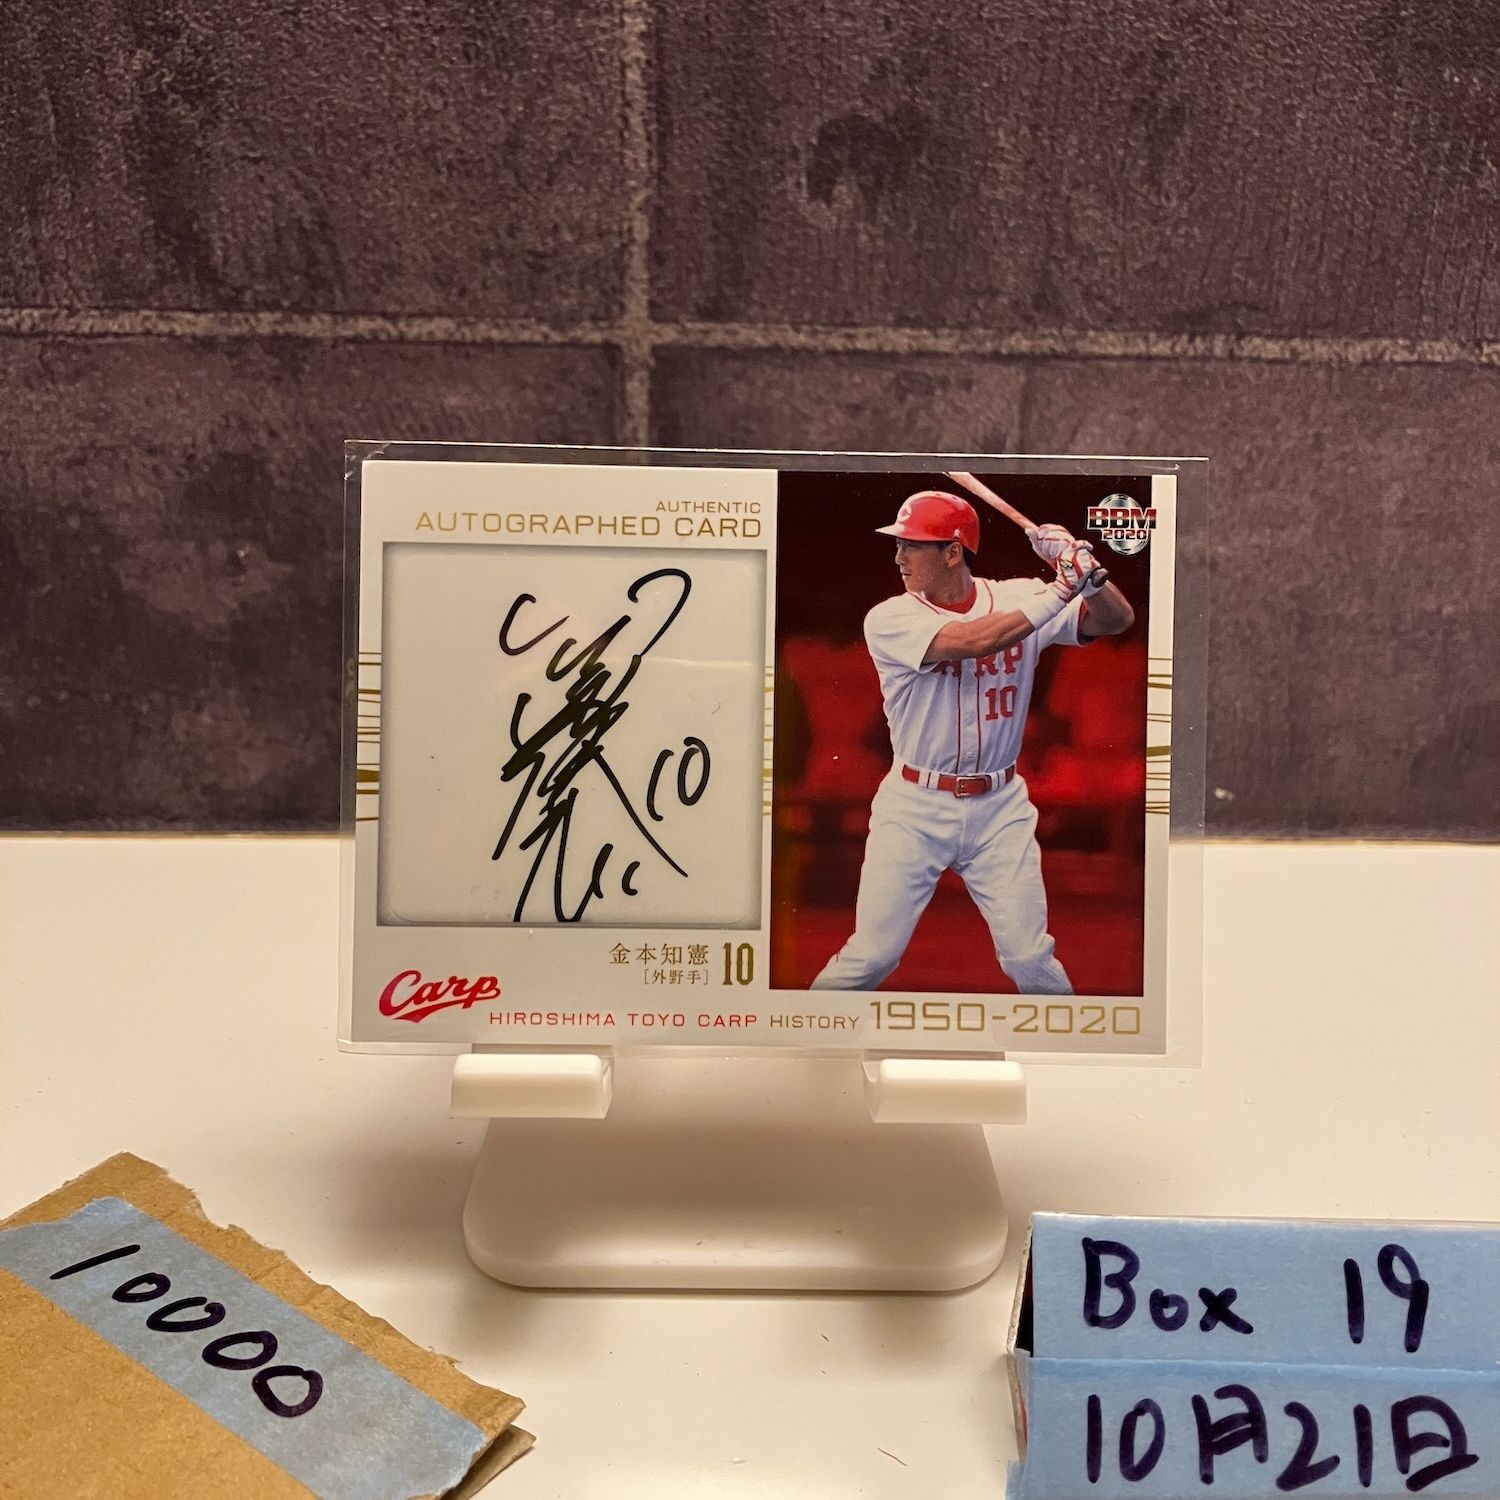 AUTHENTIC
AUTOGRAPHED CARD
BBM
2020
ARP
10
10
金本知憲 10
[外野手]
Carp
HIROSHIMA TOYO CARP HISTORY 1950-2020
10000
Box 19
10月21日